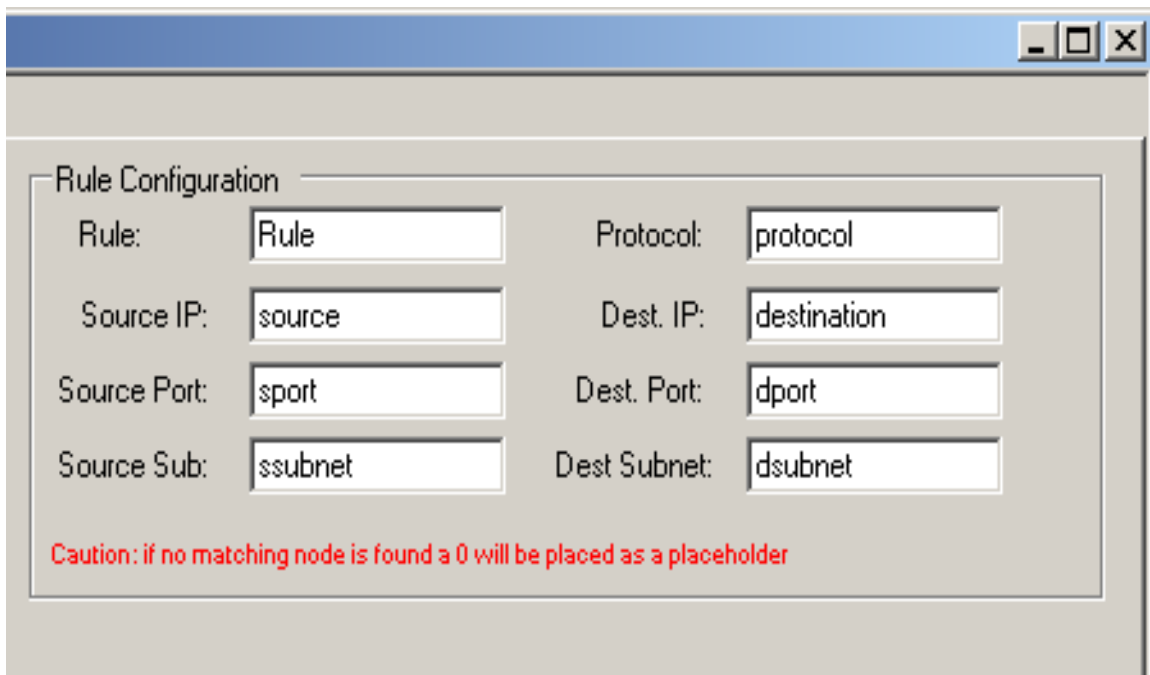 Rule Configuration
Rule: Rule Protocol: protocol
Source IP: source Dest. IP: destination
Source Port: sport Dest. Port: dport
Source Sub: ssubnet Dest Subnet: dsubnet
Caution: if no matching node is found a 0 will be placed as a placeholder